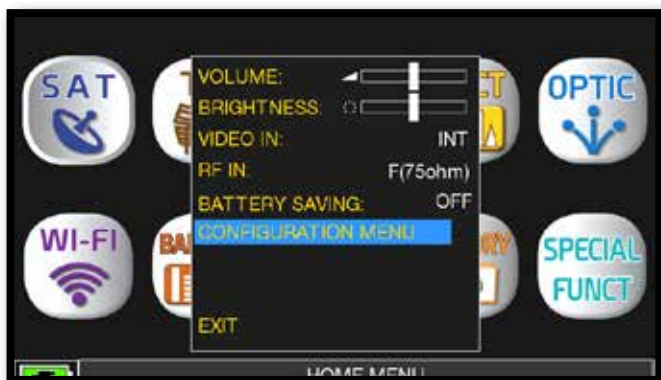 SAT
OPTIC
VOLUME:
BRIGHTNESS:
VIDEO IN: INT
RF IN: F(75ohm)
BATTERY SAVING: OFF
CONFIGURATION MENU
EXIT
WI-FI
SPECIAL
FUNCT
HOME MENU